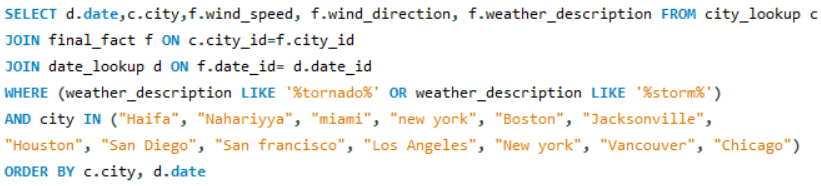 SELECT d.date,c.city,f.wind_speed, f.wind_direction, f.weather_description FROM city_lookup c
JOIN final_fact f ON c.city_id=f.city_id
JOIN date_lookup d ON f.date_id= d.date_id
WHERE (weather_description LIKE '%tornado%' OR weather_description LIKE '%storm%')
AND city IN ("Haifa", "Nahariyya", "miami", "new york", "Boston", "Jacksonville",
"Houston", "San Diego", "San francisco", "Los Angeles", "New york", "Vancouver", "Chicago")
ORDER BY c.city, d.date